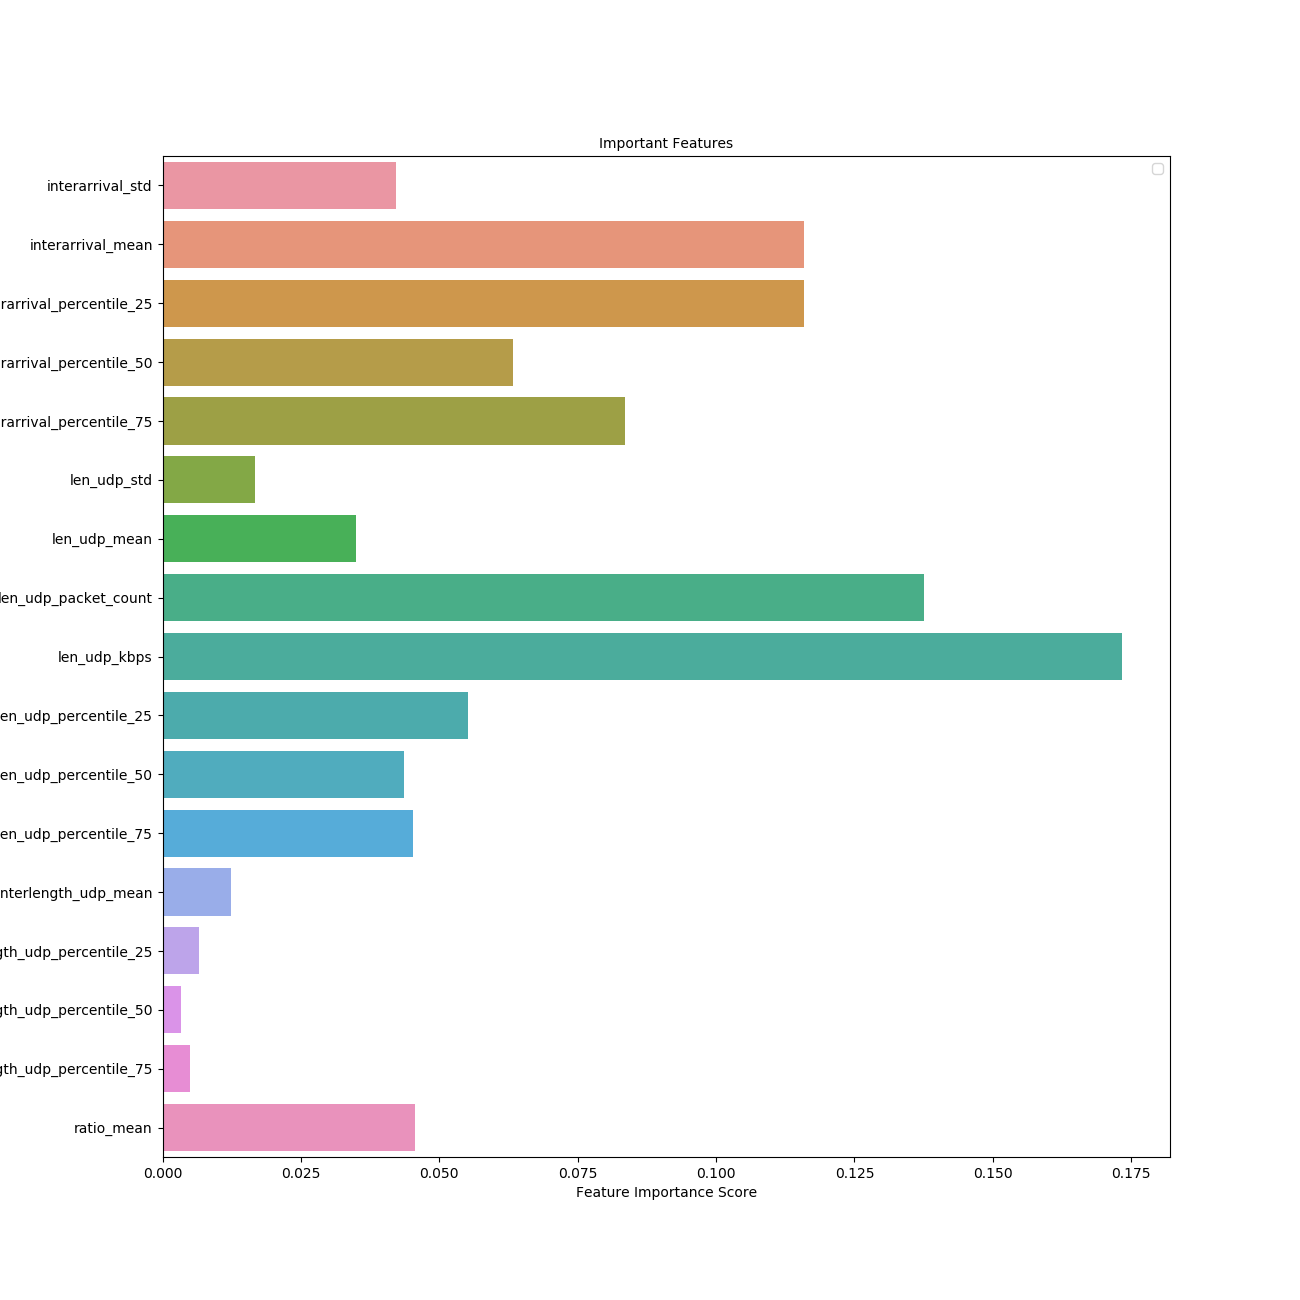 Important Features
interarrival_std
interarrival_mean
rarrival_percentile_25
rarrival_percentile_50
rarrival_percentile_75
len_udp_std
len_udp_mean
len_udp_packet_count
len_udp_kbps
en_udp_percentile_25
en_udp_percentile_50
en_udp_percentile_75
nterlength_udp_mean
gth_udp_percentile_25
gth_udp_percentile_50
gth_udp_percentile_75
ratio_mean
0.000 0.025 0.050 0.075 0.100 0.125 0.150 0.175
Feature Importance Score